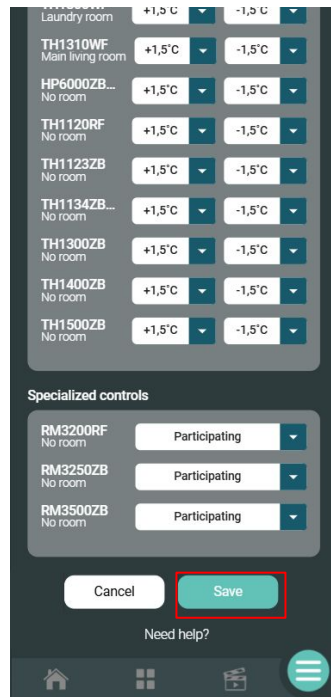 Laundry room
+1,5°C
-1,5°C
TH1310WF
Main living room
+1,5°C
-1,5°C
HP6000ZB...
No room
+1,5°C
-1,5°C
TH1120RF
No room
+1,5°C
-1,5°C
TH1123ZB
No room
+1,5°C
-1,5°C
TH1134ZB...
No room
+1,5°C
-1,5°C
TH1300ZB
No room
+1,5°C
-1,5°C
TH1400ZB
No room
+1,5°C
-1,5°C
TH1500ZB
No room
+1,5°C
-1,5°C
Specialized controls
RM3200RF
No room
Participating
RM3250ZB
No room
Participating
RM3500ZB
No room
Participating
Cancel
Save
Need help?